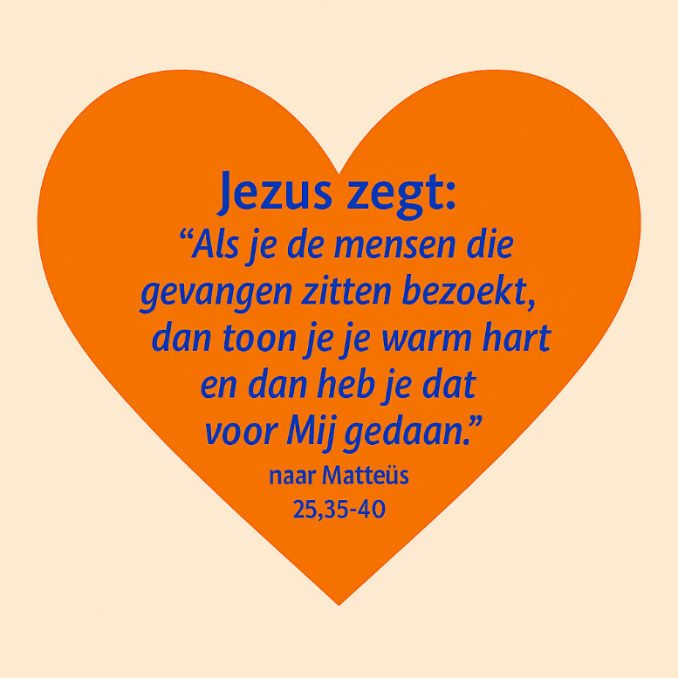 Jezus zegt:
“Als je de mensen die
gevangen zitten bezoekt,
dan toon je je warm hart
en dan heb je dat
voor Mij gedaan.”
naar Matteüs
25,35-40